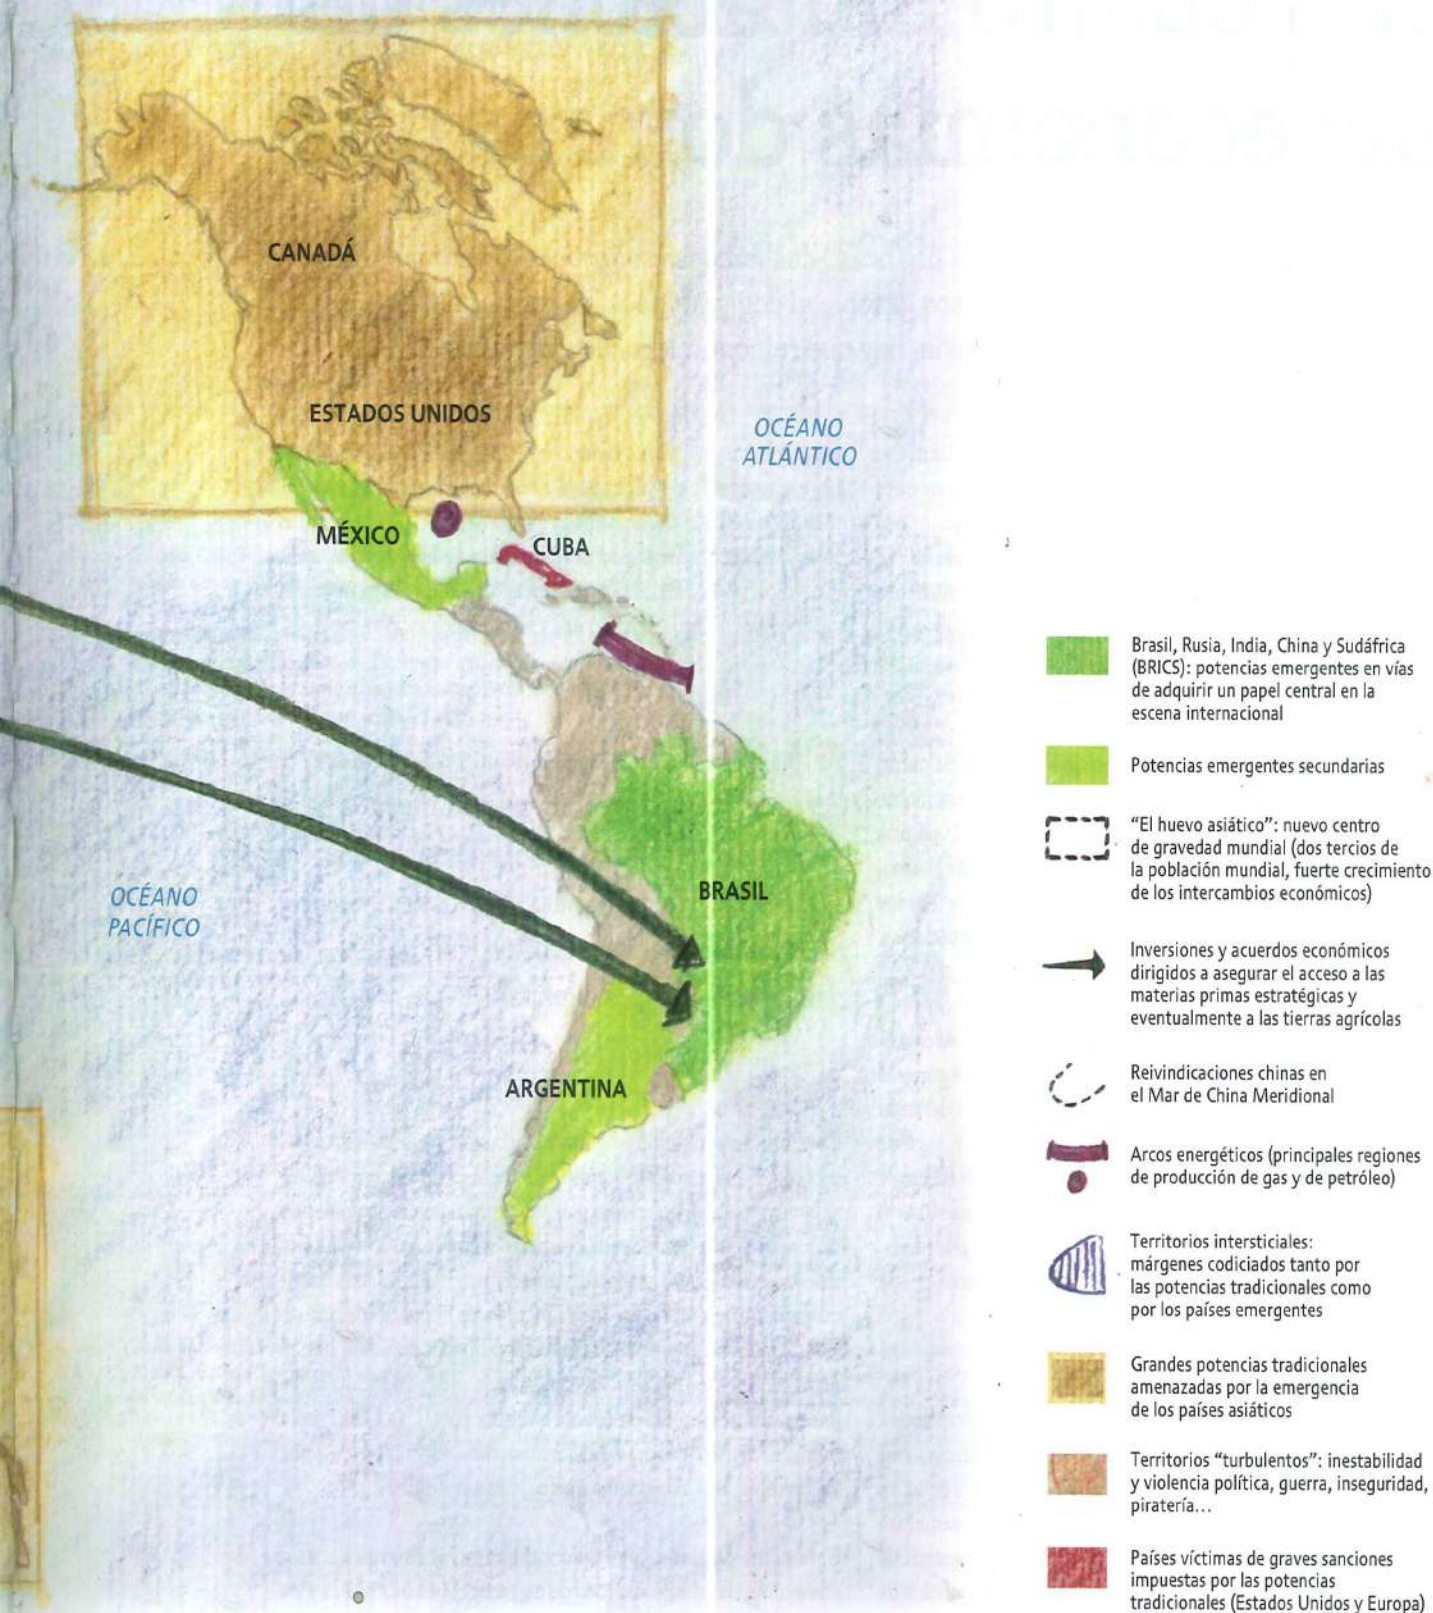 CANADÁ
ESTADOS UNIDOS
OCÉANO
ATLÁNTICO
MÉXICO
CUBA
BRASIL
OCÉANO
PACÍFICO
ARGENTINA
Brasil, Rusia, India, China y Sudáfrica
(BRICS): potencias emergentes en vías
de adquirir un papel central en la
escena internacional
Potencias emergentes secundarias
"El huevo asiático": nuevo centro
de gravedad mundial (dos tercios de
la población mundial, fuerte crecimiento
de los intercambios económicos)
Inversiones y acuerdos económicos
dirigidos a asegurar el acceso a las
materias primas estratégicas y
eventualmente a las tierras agrícolas
Reivindicaciones chinas en
el Mar de China Meridional
Arcos energéticos (principales regiones
de producción de gas y de petróleo)
Territorios intersticiales:
márgenes codiciados tanto por
las potencias tradicionales como
por los países emergentes
Grandes potencias tradicionales
amenazadas por la emergencia
de los países asiáticos
Territorios "turbulentos": inestabilidad
y violencia política, guerra, inseguridad,
piratería...
Países víctimas de graves sanciones
impuestas por las potencias
tradicionales (Estados Unidos y Europa)